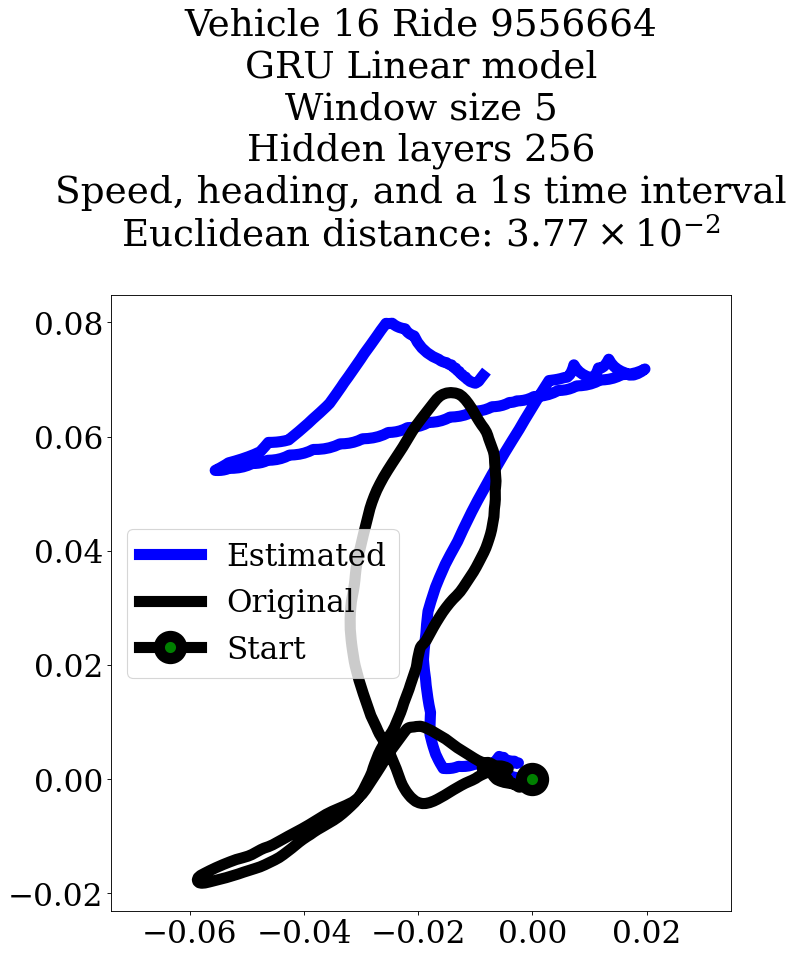 Vehicle 16 Ride 9556664
GRU Linear model
Window size 5
Hidden layers 256
Speed, heading, and a 1s time interval
Euclidean distance: 3.77 × 10⁻²
0.08
0.06
0.04
0.02
0.00
−0.02
Estimated
Original
Start
−0.06 −0.04 −0.02 0.00 0.02